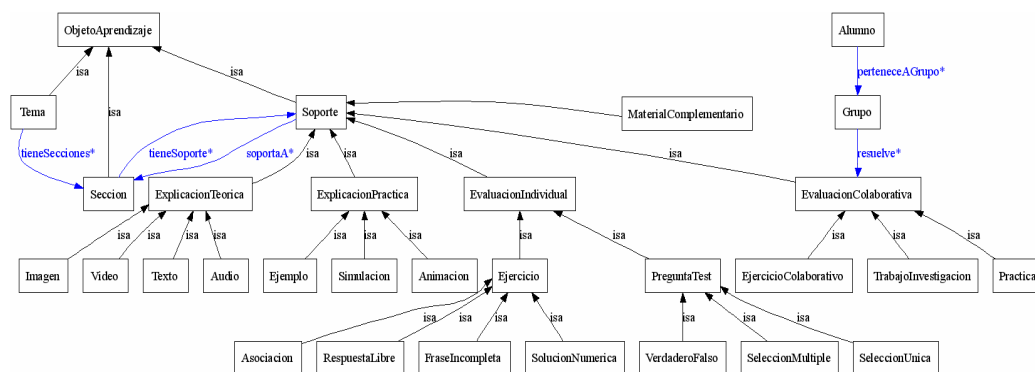 ObjetoAprendizaje
Alumno
isa
isa
isa
perteneceAGrupo*
Tema
Soporte
MaterialComplementario
Grupo
tieneSecciones*
tieneSoporte*
soportaA*
isa
isa
isa
isa
resuelve*
Seccion
ExplicacionTeorica
ExplicacionPractica
EvaluacionIndividual
EvaluacionColaborativa
isa
isa
isa
isa
isa
isa
isa
isa
isa
isa
isa
isa
Imagen
Video
Texto
Audio
Ejemplo
Simulacion
Animacion
Ejercicio
PreguntaTest
EjercicioColaborativo
TrabajoInvestigacion
Practica
isa
isa
isa
isa
isa
isa
isa
Asociacion
RespuestaLibre
FraseIncompleta
SolucionNumerica
VerdaderoFalso
SeleccionMultiple
SeleccionUnica